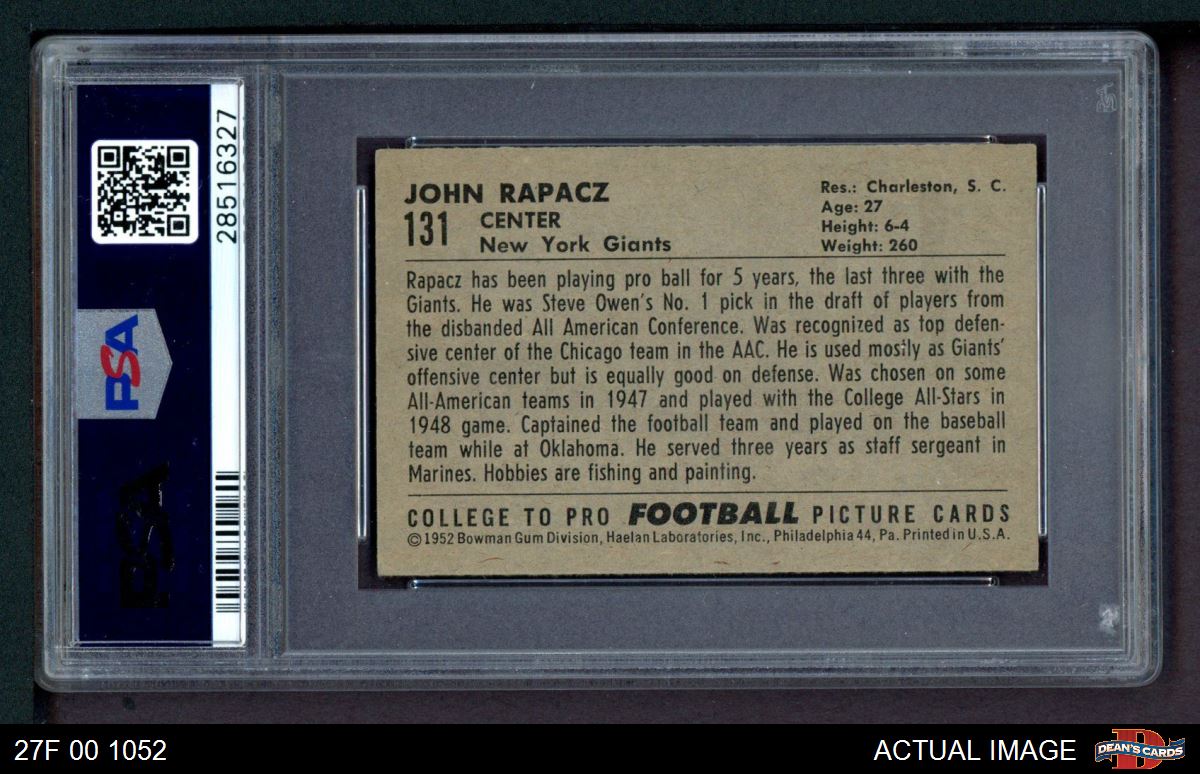 28516327
PSA
PSA
JOHN RAPACZ
131 CENTER
New York Giants
Res.: Charleston, S. C.
Age: 27
Height: 6-4
Weight: 260
Rapacz has been playing pro ball for 5 years, the last three with the
Giants. He was Steve Owen's No. 1 pick in the draft of players from
the disbanded All American Conference. Was recognized as top defen-
sive center of the Chicago team in the AAC. He is used mostly as Giants'
offensive center but is equally good on defense. Was chosen on some
All-American teams in 1947 and played with the College All-Stars in
1948 game. Captained the football team and played on the baseball
team while at Oklahoma. He served three years as staff sergeant in
Marines. Hobbies are fishing and painting.
COLLEGE TO PRO FOOTBALL PICTURE CARDS
©1952 Bowman Gum Division, Haelan Laboratories, Inc., Philadelphia 44, Pa. Printed in U.S.A.
27F 00 1052
ACTUAL IMAGE
DEAN'S CARDS